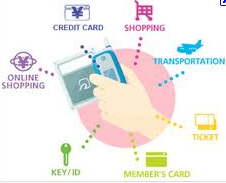 CREDIT CARD
SHOPPING
ONLINE
SHOPPING
TRANSPORTATION
TICKET
KEY/ID
MEMBER'S CARD